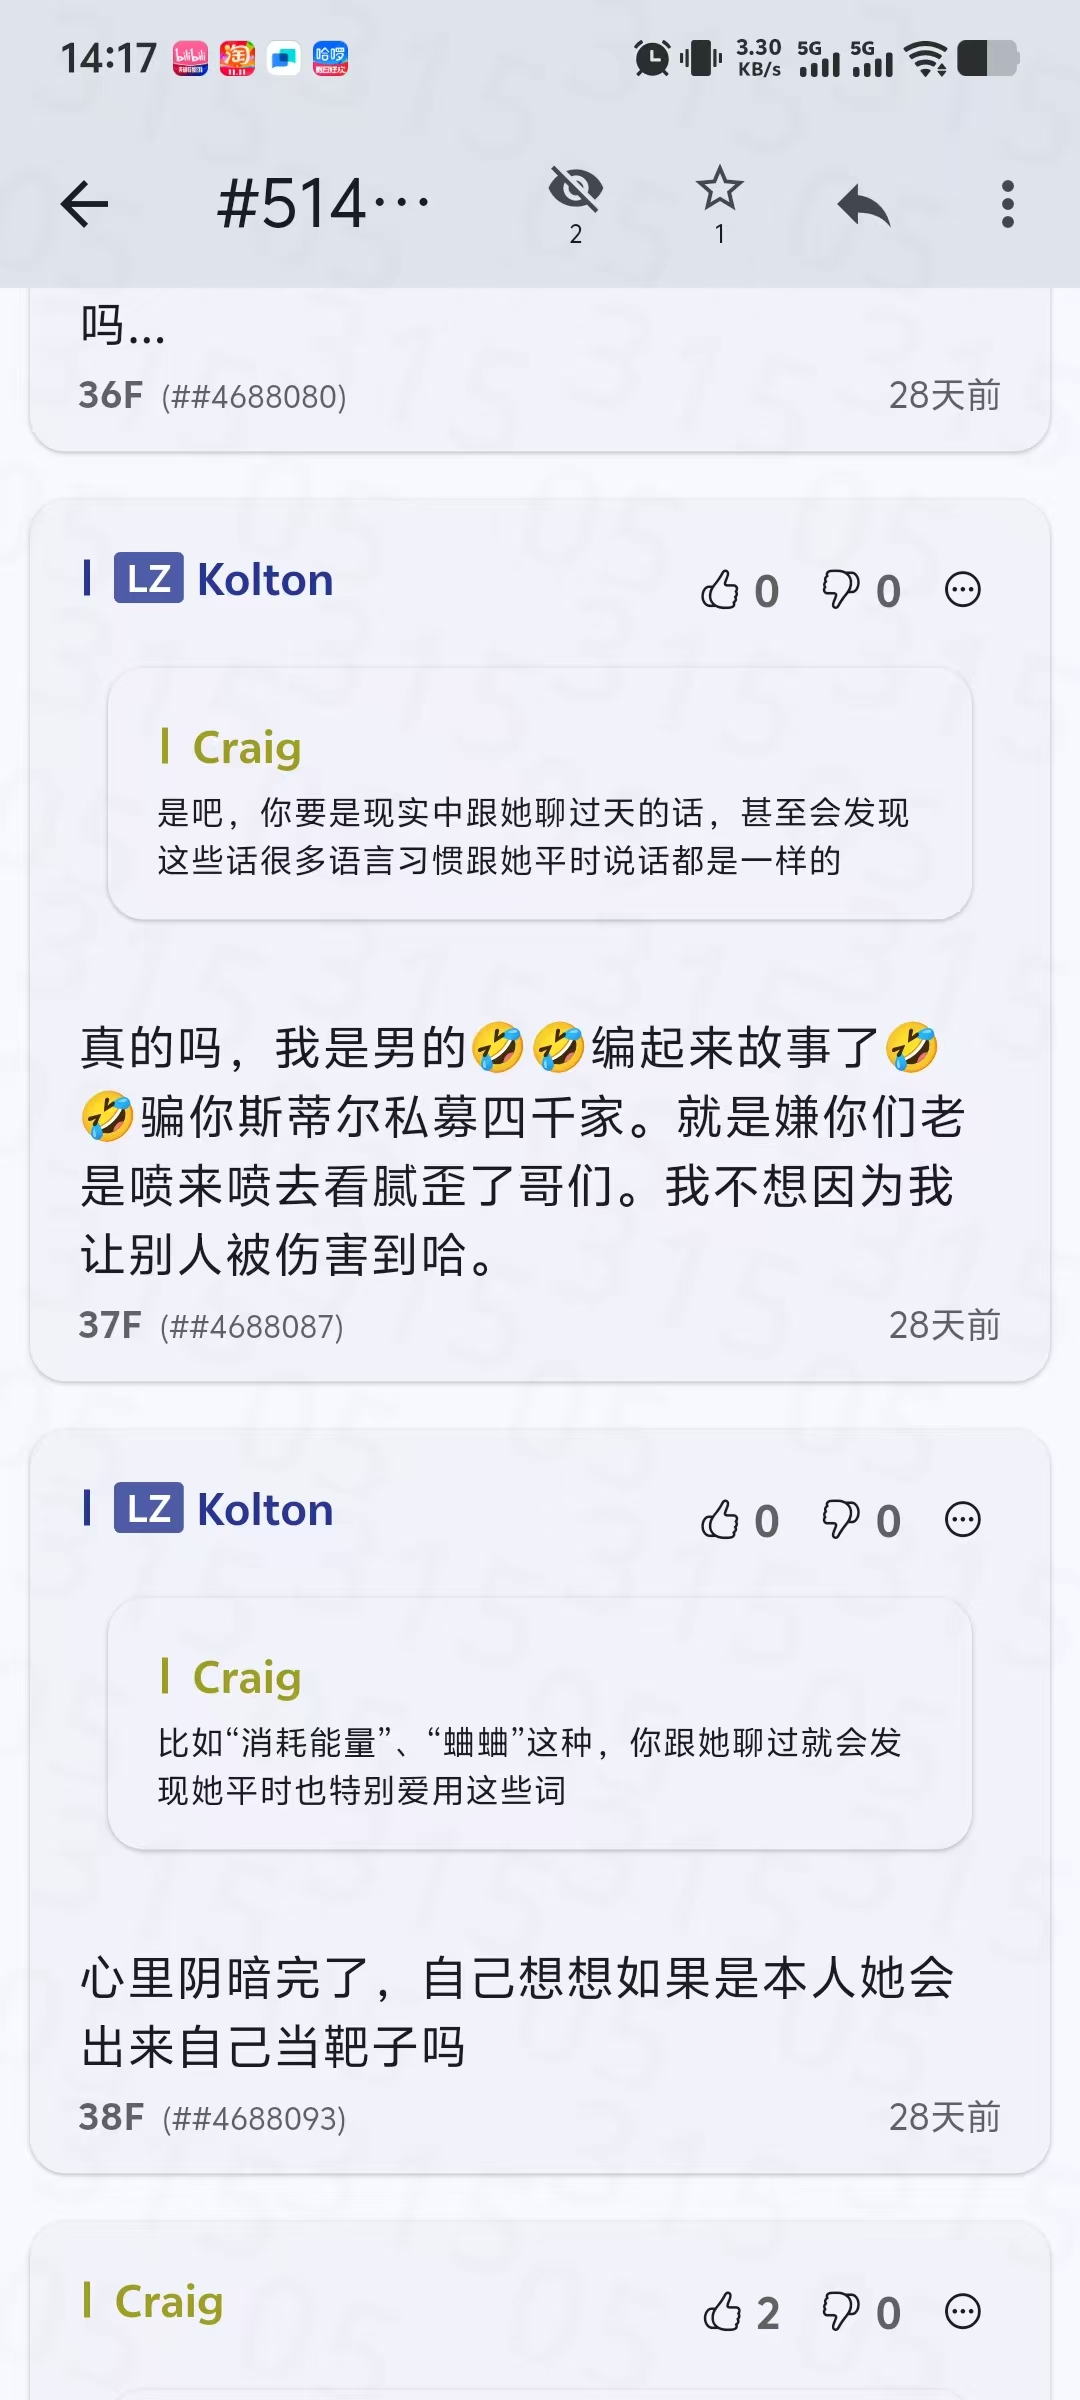 14:17
bilibili
淘
11.11
哈啰
3.30
KB/s
5G
5G
#514…
2
1
吗...
36F (##4688080)
28天前
LZ Kolton
0
0
Craig
是吧，你要是现实中跟她聊过天的话，甚至会发现
这些话很多语言习惯跟她平时说话都是一样的
真的吗，我是男的🤣🤣编起来故事了🤣
🤣骗你斯蒂尔私募四千家。就是嫌你们老
是喷来喷去看腻歪了哥们。我不想因为我
让别人被伤害到哈。
37F (##4688087)
28天前
LZ Kolton
0
0
Craig
比如“消耗能量”、“蛐蛐”这种，你跟她聊过就会发
现她平时也特别爱用这些词
心里阴暗完了，自己想想如果是本人她会
出来自己当靶子吗
38F (##4688093)
28天前
Craig
2
0